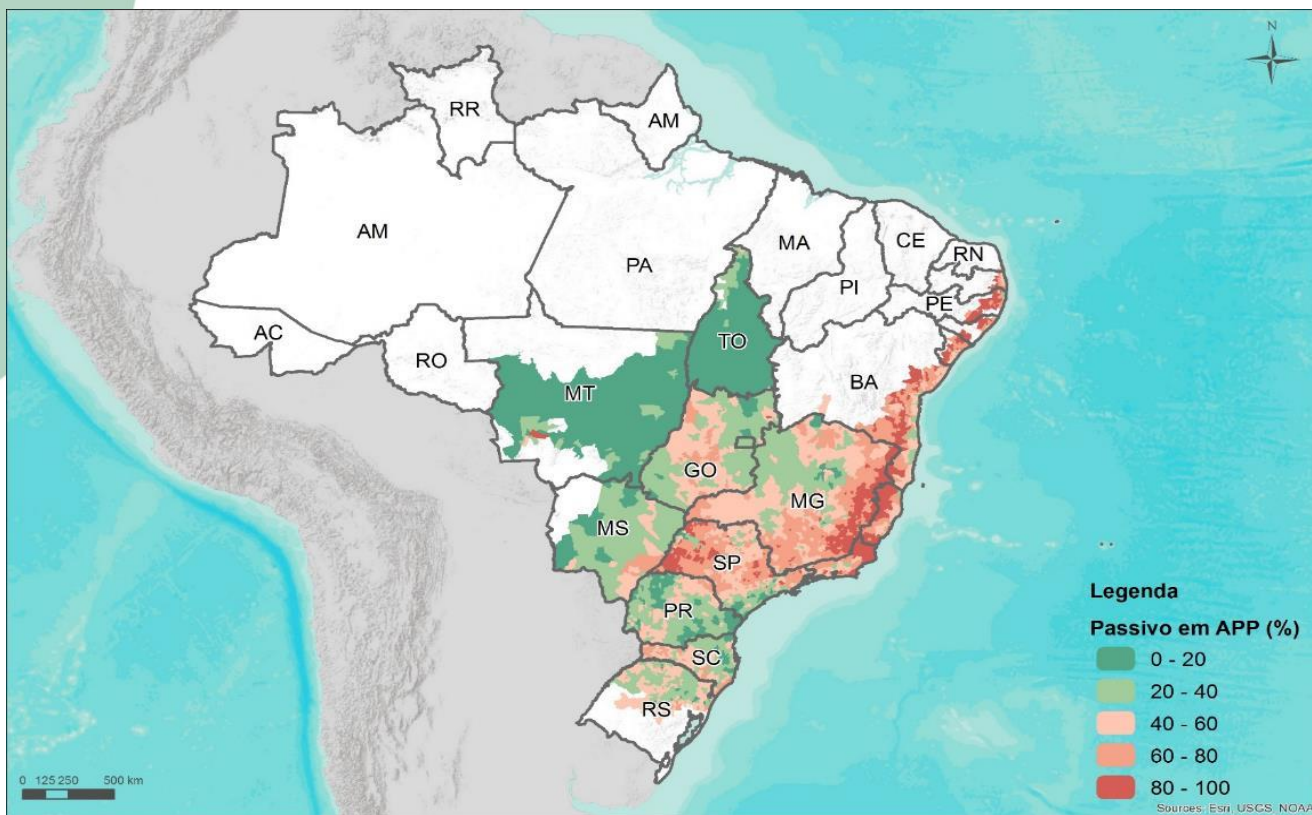 N
RR
AM
AM
PA
MA
CE
RN
PI
PE
AC
RO
TO
BA
MT
GO
MG
MS
SP
PR
SC
RS
Legenda
Passivo em APP (%)
0 - 20
20 - 40
40 - 60
60 - 80
80 - 100
0 125 250 500 km
Sources: Esri, USGS, NOAA